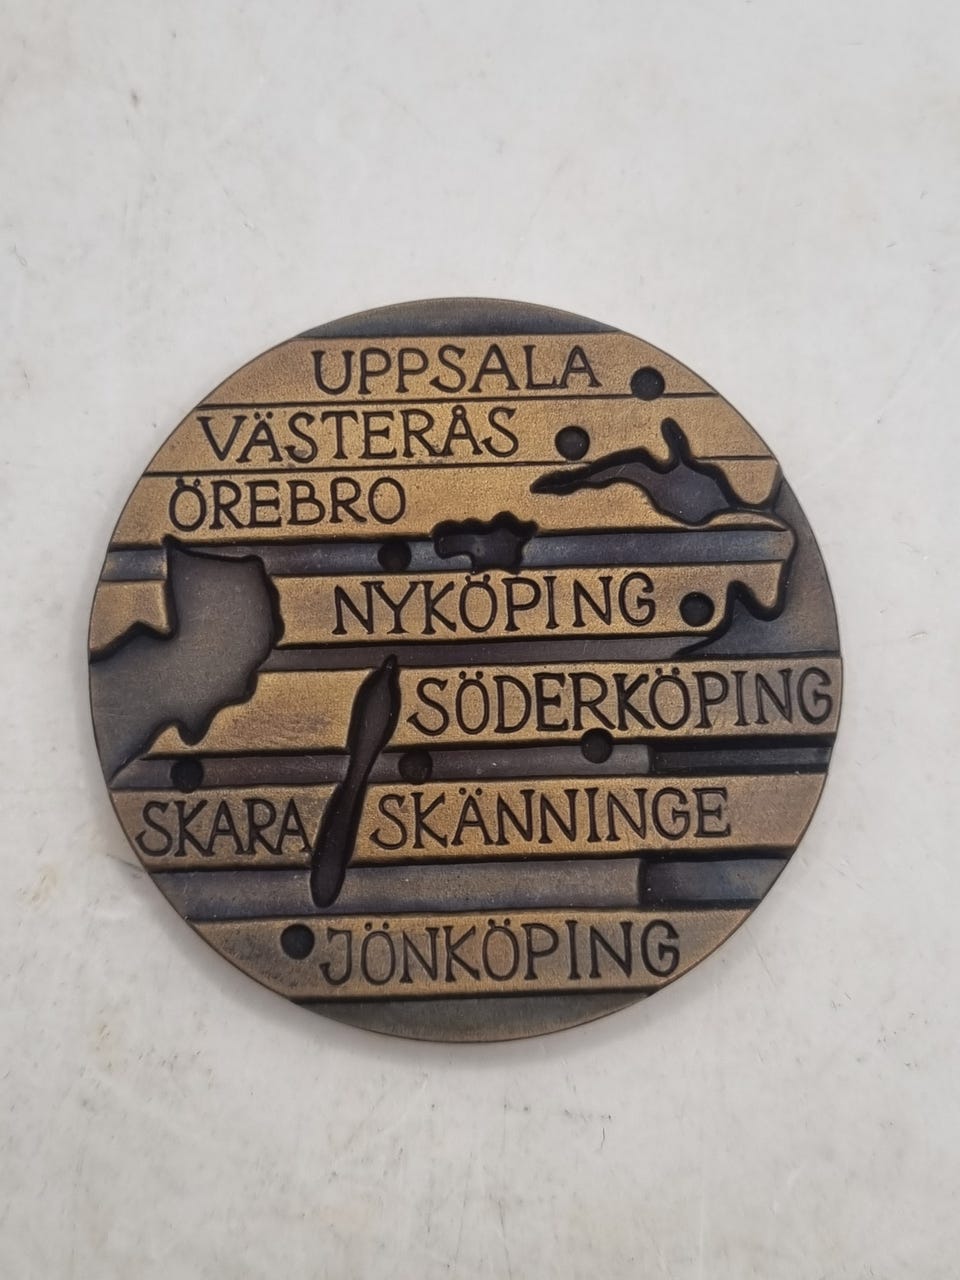 UPPSALA
VÄSTERÅS
ÖREBRO
NYKÖPING
SÖDERKÖPING
SKARA SKÄNNINGE
JÖNKÖPING